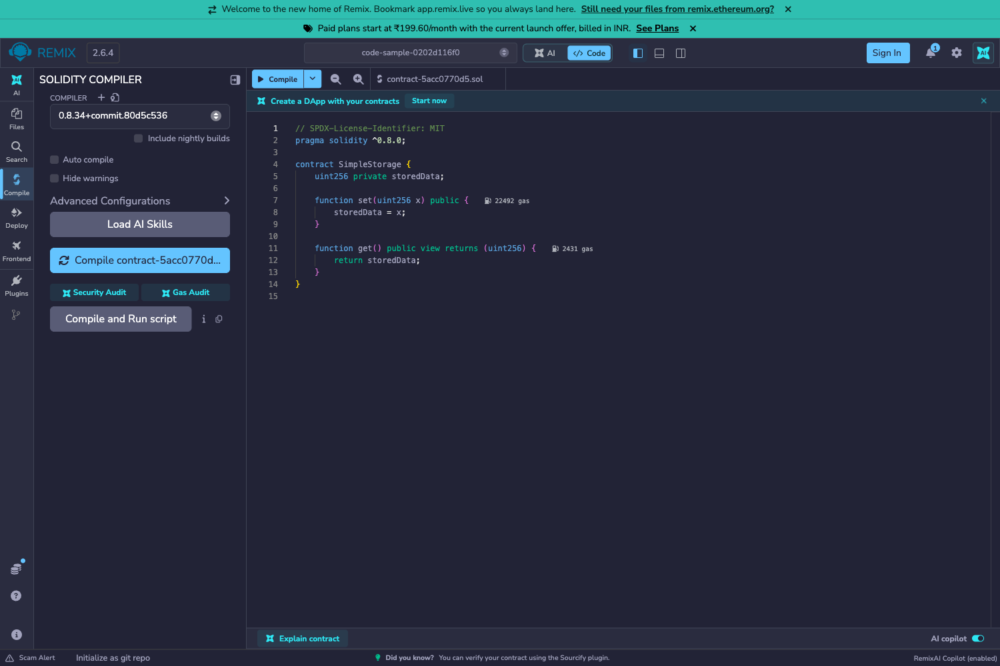 Welcome to the new home of Remix. Bookmark app.remix.live so you always land here. Still need your files from remix.ethereum.org?
Paid plans start at ₹199.60/month with the current launch offer, billed in INR. See Plans
REMIX 2.6.4 code-sample-0202d116f0 AI Code Sign In 1 AI
AI
Files
Search
Compile
Deploy
Frontend
Plugins
SOLIDITY COMPILER
COMPILER
0.8.34+commit.80d5c536
Include nightly builds
Auto compile
Hide warnings
Advanced Configurations
Load AI Skills
Compile contract-5acc0770d...
Security Audit Gas Audit
Compile and Run script
Compile contract-5acc0770d5.sol
Create a DApp with your contracts Start now
1 // SPDX-License-Identifier: MIT
2 pragma solidity ^0.8.0;
3
4 contract SimpleStorage {
5 uint256 private storedData;
6
7 function set(uint256 x) public { 22492 gas
8 storedData = x;
9 }
10
11 function get() public view returns (uint256) { 2431 gas
12 return storedData;
13 }
14 }
15
Explain contract AI copilot
Scam Alert Initialize as git repo Did you know? You can verify your contract using the Sourcify plugin. RemixAI Copilot (enabled)